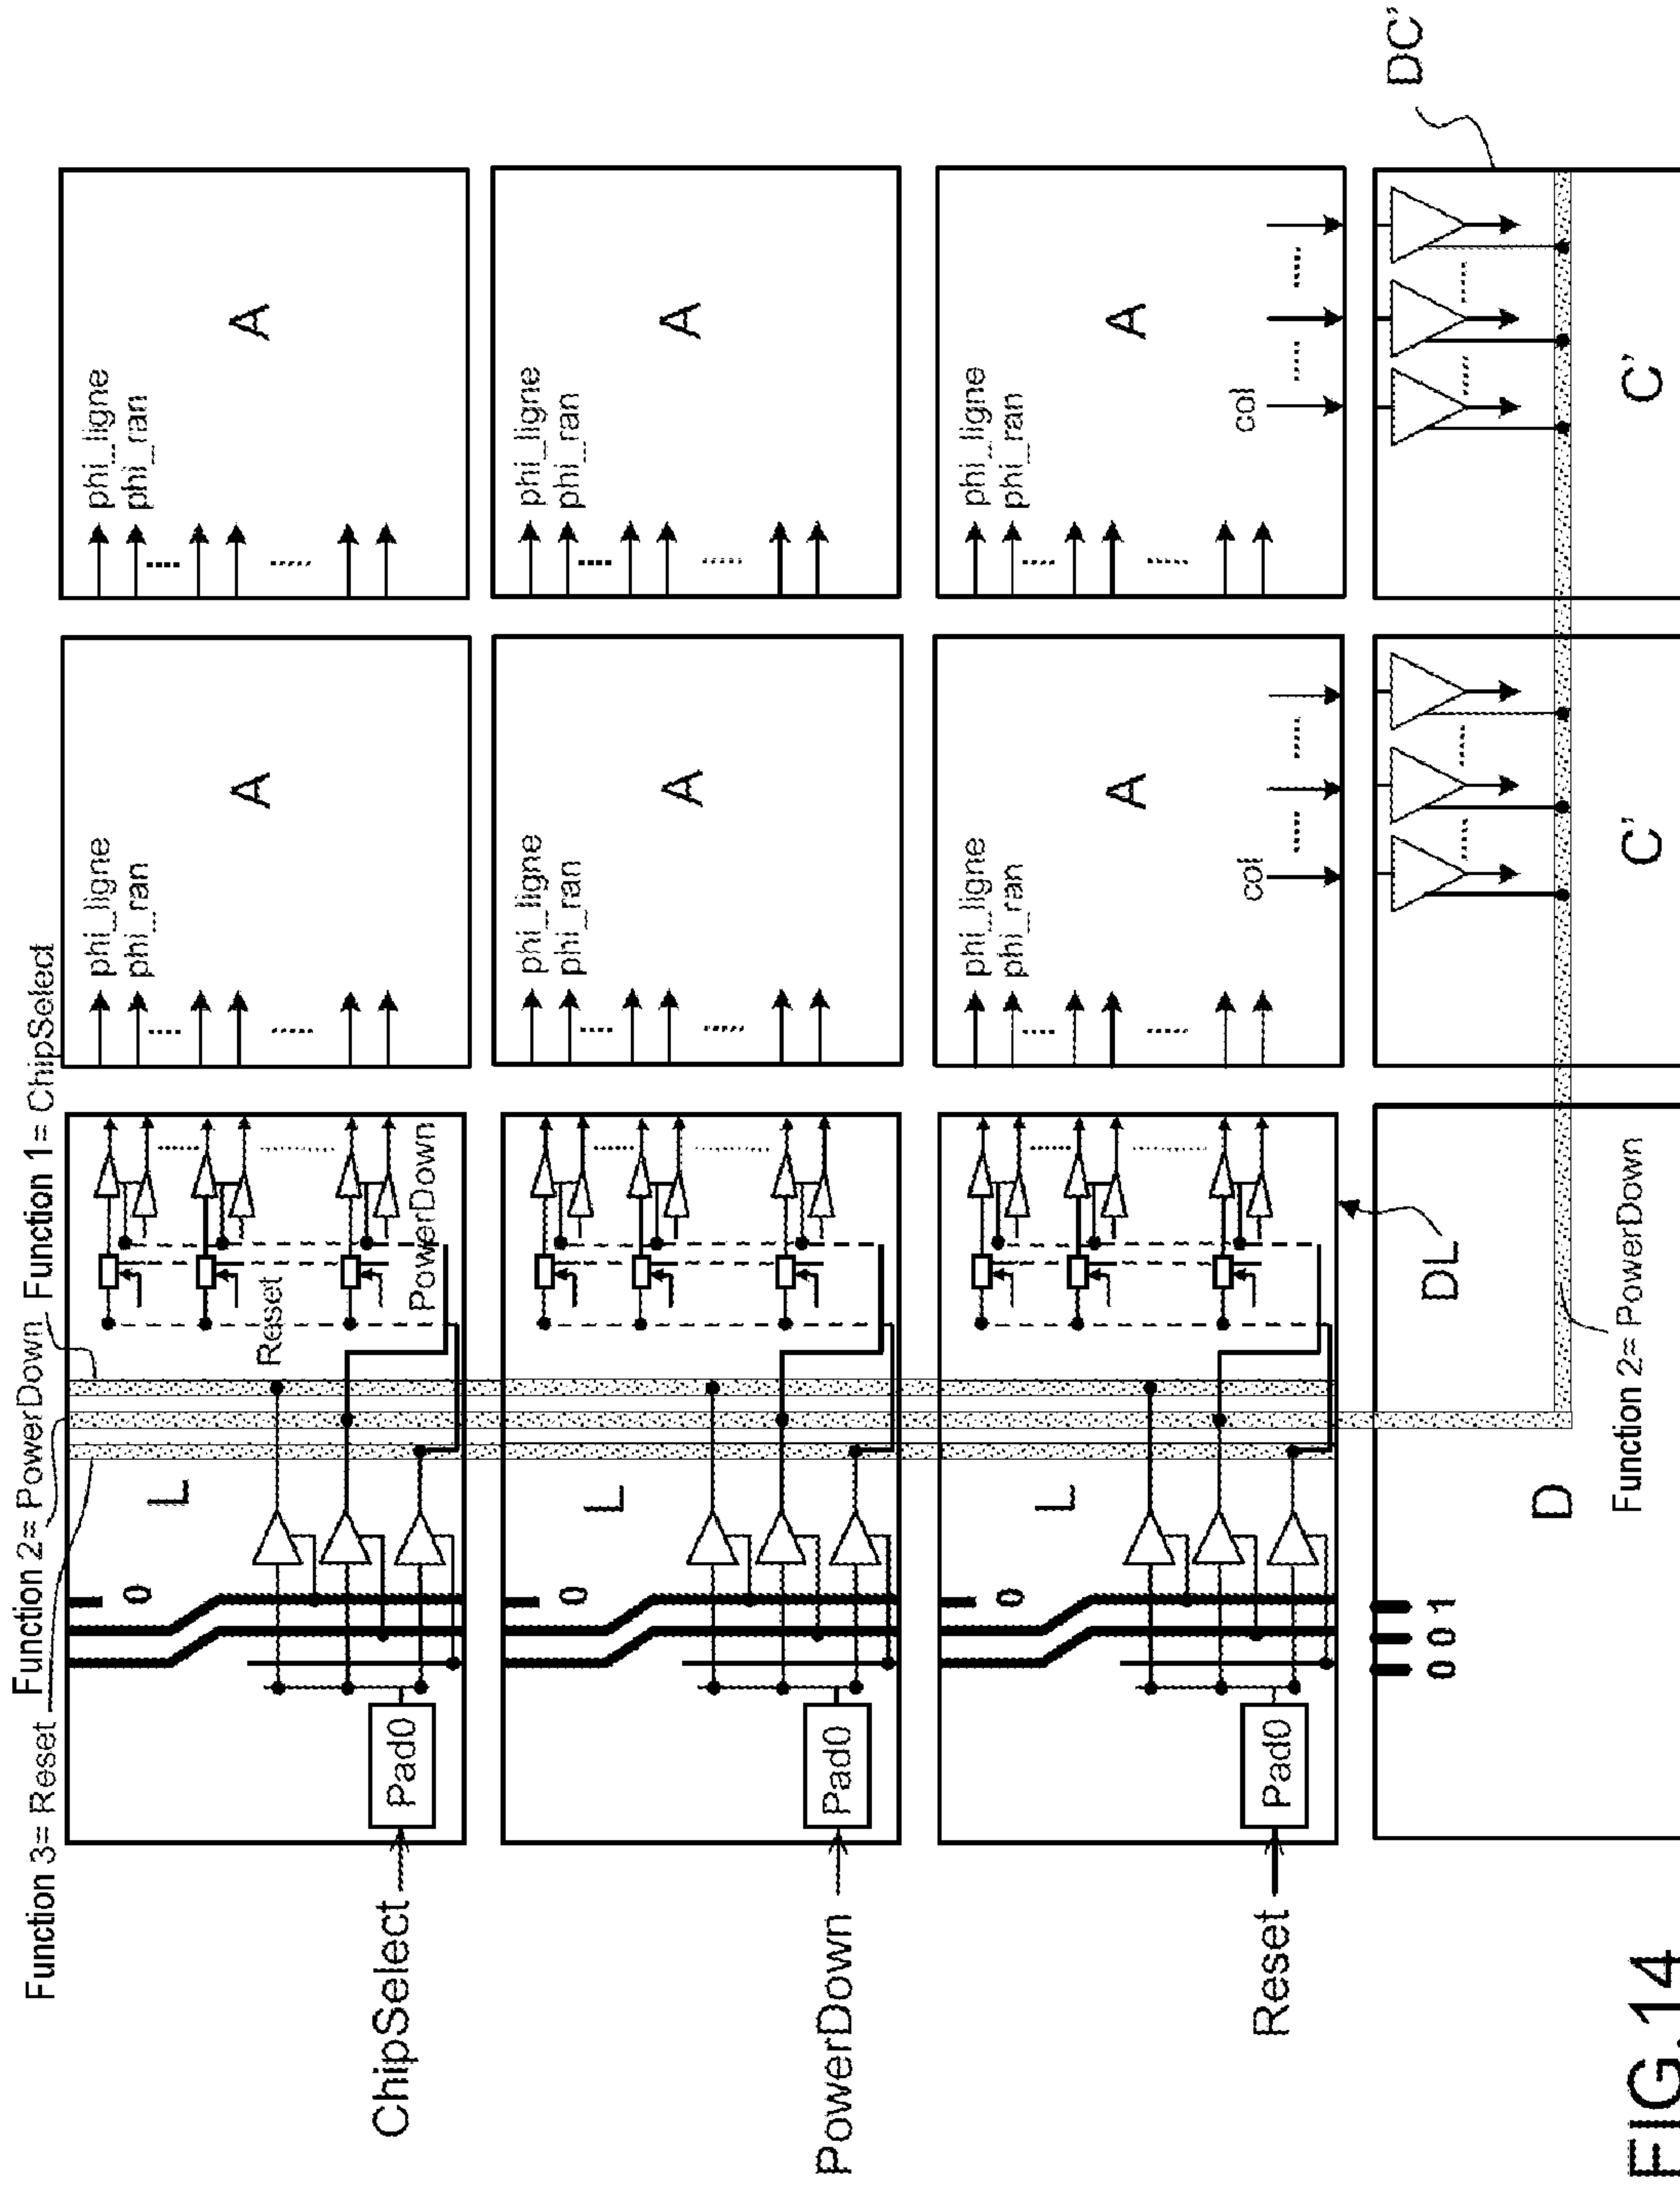 Function 3= Reset
Function 2= PowerDown
Function 1= ChipSelect
ChipSelect
Pad0
0
L
Reset
PowerDown
phi_ligne
phi_ran
A
phi_ligne
phi_ran
A
PowerDown
Pad0
0
L
phi_ligne
phi_ran
A
phi_ligne
phi_ran
A
Reset
Pad0
0
L
phi_ligne
phi_ran
A
col
phi_ligne
phi_ran
A
col
DL
DC'
0 0 1
D
Function 2= PowerDown
C'
C'
FIG.14